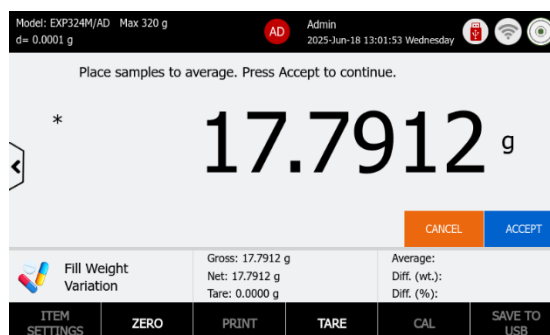 Model: EXP324M/AD Max 320 g
d= 0.0001 g
AD
Admin
2025-Jun-18 13:01:53 Wednesday
Place samples to average. Press Accept to continue.
*
17.7912 g
CANCEL
ACCEPT
Fill Weight
Variation
Gross: 17.7912 g
Net: 17.7912 g
Tare: 0.0000 g
Average:
Diff. (wt.):
Diff. (%):
ITEM
SETTINGS
ZERO
PRINT
TARE
CAL
SAVE TO
USB